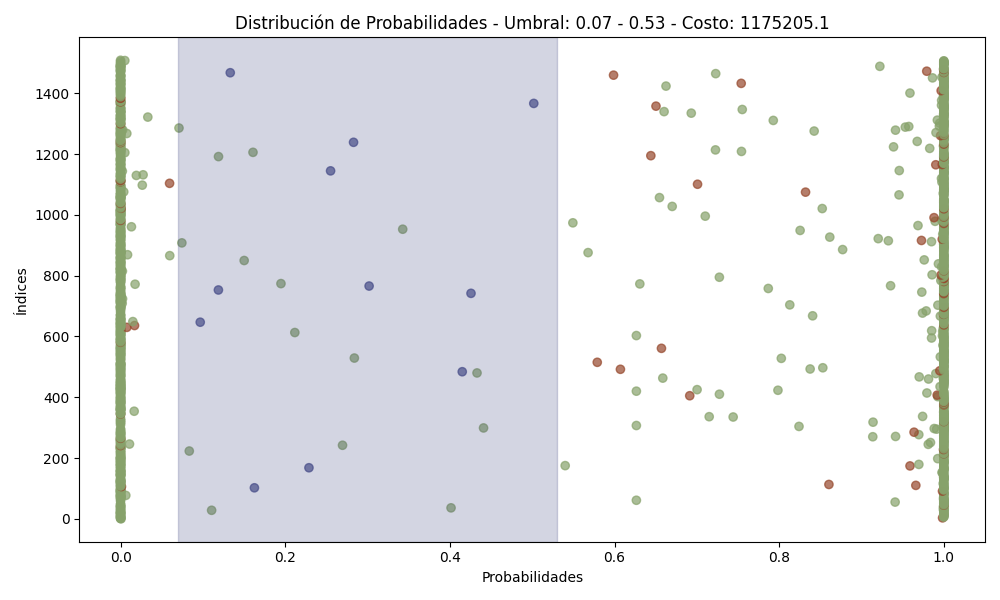 Distribución de Probabilidades - Umbral: 0.07 - 0.53 - Costo: 1175205.1
Índices
1400
1200
1000
800
600
400
200
0
0.0 0.2 0.4 0.6 0.8 1.0
Probabilidades